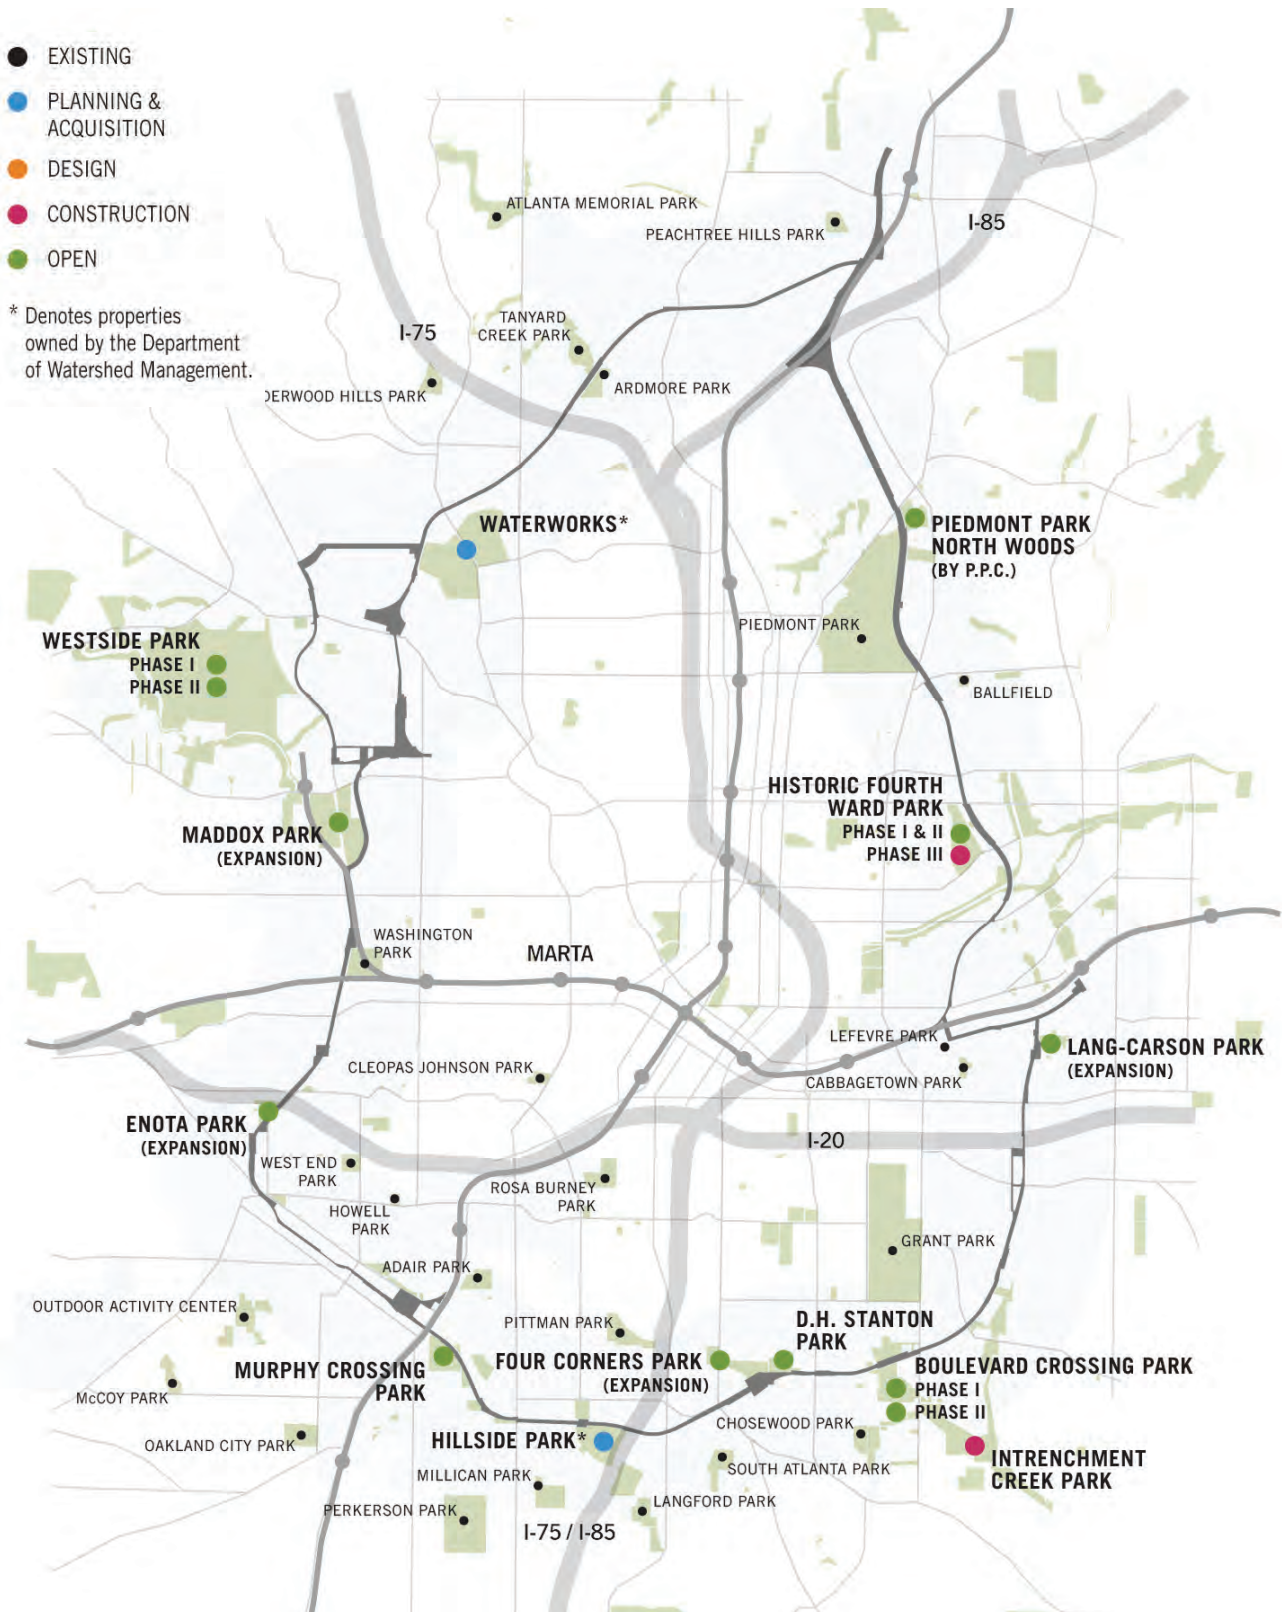 EXISTING
PLANNING &
ACQUISITION
DESIGN
CONSTRUCTION
OPEN
* Denotes properties
owned by the Department
of Watershed Management.
I-85
ATLANTA MEMORIAL PARK
PEACHTREE HILLS PARK
I-75
TANYARD
CREEK PARK
ARDMORE PARK
DERWOOD HILLS PARK
WATERWORKS*
PIEDMONT PARK
NORTH WOODS
(BY P.P.C.)
PIEDMONT PARK
WESTSIDE PARK
PHASE I
PHASE II
BALLFIELD
HISTORIC FOURTH
WARD PARK
PHASE I & II
PHASE III
MADDOX PARK
(EXPANSION)
WASHINGTON
PARK
MARTA
LEFEVRE PARK
LANG-CARSON PARK
(EXPANSION)
CLEOPAS JOHNSON PARK
CABBAGETOWN PARK
ENOTA PARK
(EXPANSION)
I-20
WEST END
PARK
ROSA BURNEY
PARK
HOWELL
PARK
GRANT PARK
ADAIR PARK
OUTDOOR ACTIVITY CENTER
PITTMAN PARK
D.H. STANTON
PARK
MURPHY CROSSING
PARK
FOUR CORNERS PARK
(EXPANSION)
BOULEVARD CROSSING PARK
PHASE I
PHASE II
McCOY PARK
CHOSEWOOD PARK
OAKLAND CITY PARK
HILLSIDE PARK*
INTRENCHMENT
CREEK PARK
MILLICAN PARK
SOUTH ATLANTA PARK
PERKERSON PARK
LANGFORD PARK
I-75 / I-85